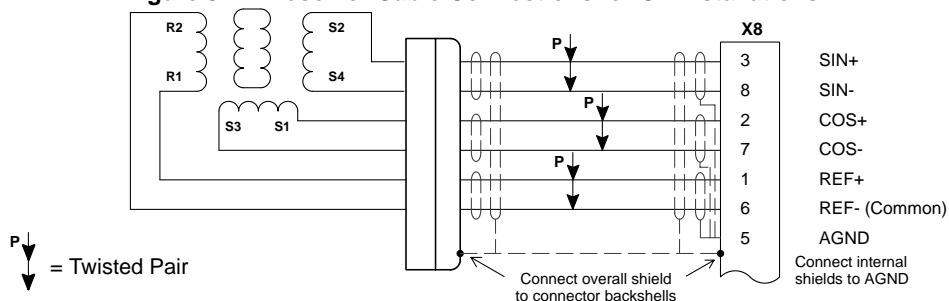 X8
R2
S2
P
3 SIN+
R1
S4
8 SIN-
P
2 COS+
S3 S1
7 COS-
P
1 REF+
6 REF- (Common)
P
5 AGND
= Twisted Pair
Connect overall shield
to connector backshells
Connect internal
shields to AGND